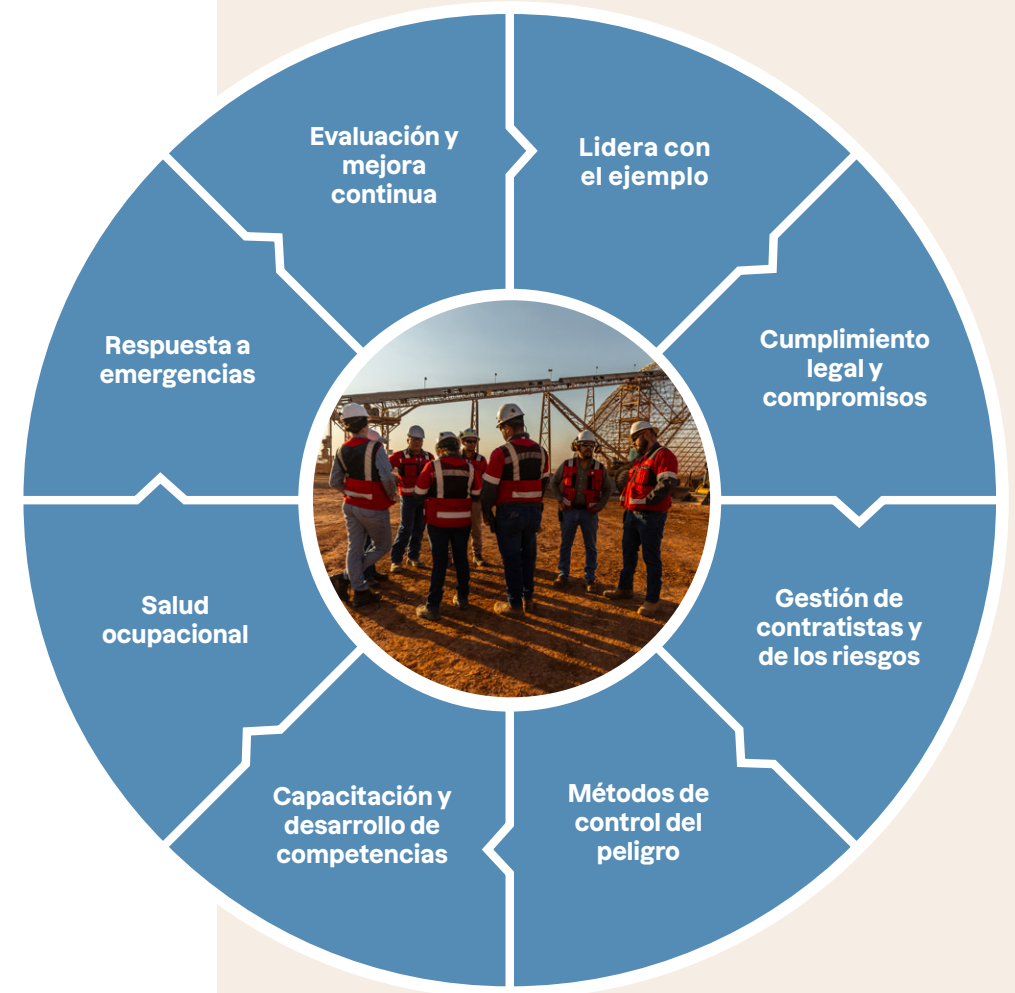 Lidera con
el ejemplo
Cumplimiento
legal y
compromisos
Gestión de
contratistas y
de los riesgos
Métodos de
control del
peligro
Capacitación y
desarrollo de
competencias
Salud
ocupacional
Respuesta a
emergencias
Evaluación y
mejora
continua